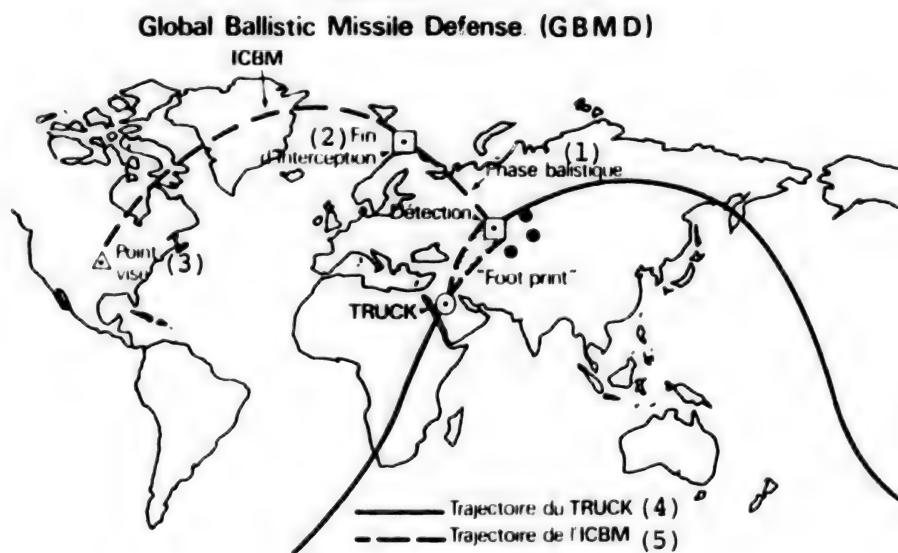 Global Ballistic Missile Defense. (GBMD)
ICBM
(2) Fin
d'interception
(1)
Phase balistique
Détection
Point
visé
(3)
"Foot print"
TRUCK
Trajectoire du TRUCK (4)
Trajectoire de l'ICBM (5)